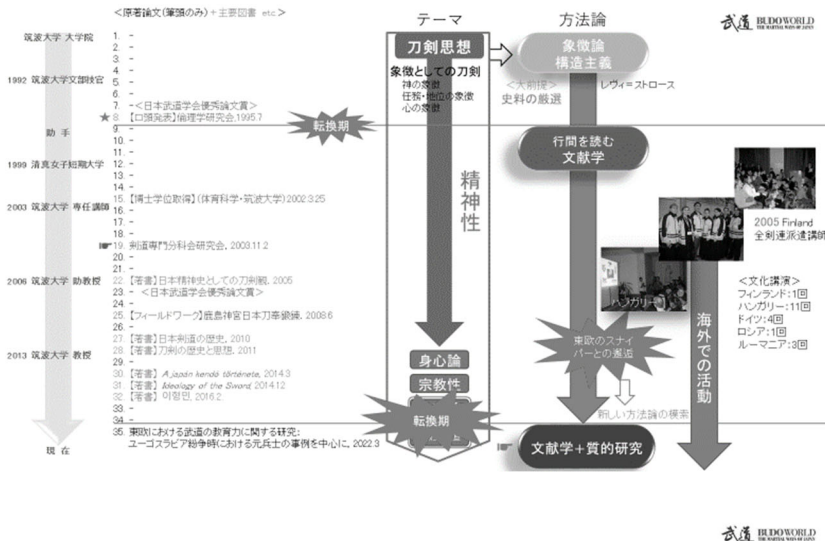 <原著論文(筆頭のみ)+主要図書 etc>
テーマ
方法論
武道 BUDO WORLD
THE MARTIAL WAYS OF JAPAN
筑波大学 大学院
1992 筑波大学文部技官
助手
1999 清真女子短期大学
2003 筑波大学 専任講師
2006 筑波大学 助教授
2013 筑波大学 教授
現在
1. -
2. -
3. -
4. -
5. -
6. -
7. - <日本武道学会優秀論文賞>
★ 8. 【口頭発表】倫理学研究会,1995.7
9. -
10. -
11. -
12. -
13. -
14. -
15. 【博士学位取得】(体育科学・筑波大学)2002.3.25
16. -
17. -
18. -
☛ 19. 剣道専門分科会研究会, 2003.11.2
20. -
21. -
22. 【著書】日本精神史としての刀剣観, 2005
23. - <日本武道学会優秀論文賞>
24. -
25. 【フィールドワーク】鹿島神宮日本刀奉鍛錬, 2008.6
26. -
27. 【著書】日本剣道の歴史, 2010
28. 【著書】刀剣の歴史と思想, 2011
29. -
30. 【著書】 A japán kendó története, 2014.3
31. 【著書】 Ideology of the Sword, 2014.12
32. 【著書】 이형민, 2016.2
33. -
34. -
35. 東欧における武道の教育力に関する研究:
ユーゴスラビア紛争時における元兵士の事例を中心に, 2022.3
転換期
刀剣思想
象徴としての刀剣
神の象徴
任務・地位の象徴
心の象徴
精神性
身心論
宗教性
転換期
象徴論
構造主義
<大前提>
史料の厳選
レヴィ=ストロース
行間を読む
文献学
東欧のスナイ
パーとの邂逅
新しい方法論の模索
☛ 文献学+質的研究
ハンガリー
2005 Finland
全剣連派遣講師
海外での活動
<文化講演>
フィンランド:1回
ハンガリー:11回
ドイツ:4回
ロシア:1回
ルーマニア:3回
武道 BUDO WORLD
THE MARTIAL WAYS OF JAPAN